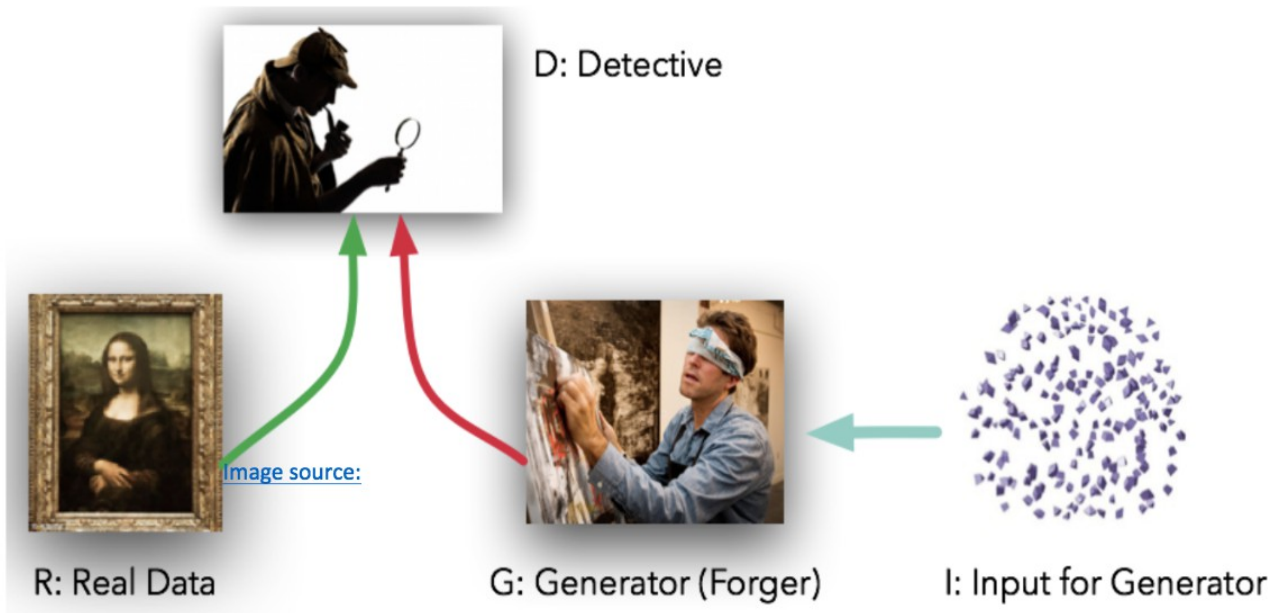 D: Detective
Image source:
R: Real Data
G: Generator (Forger)
I: Input for Generator